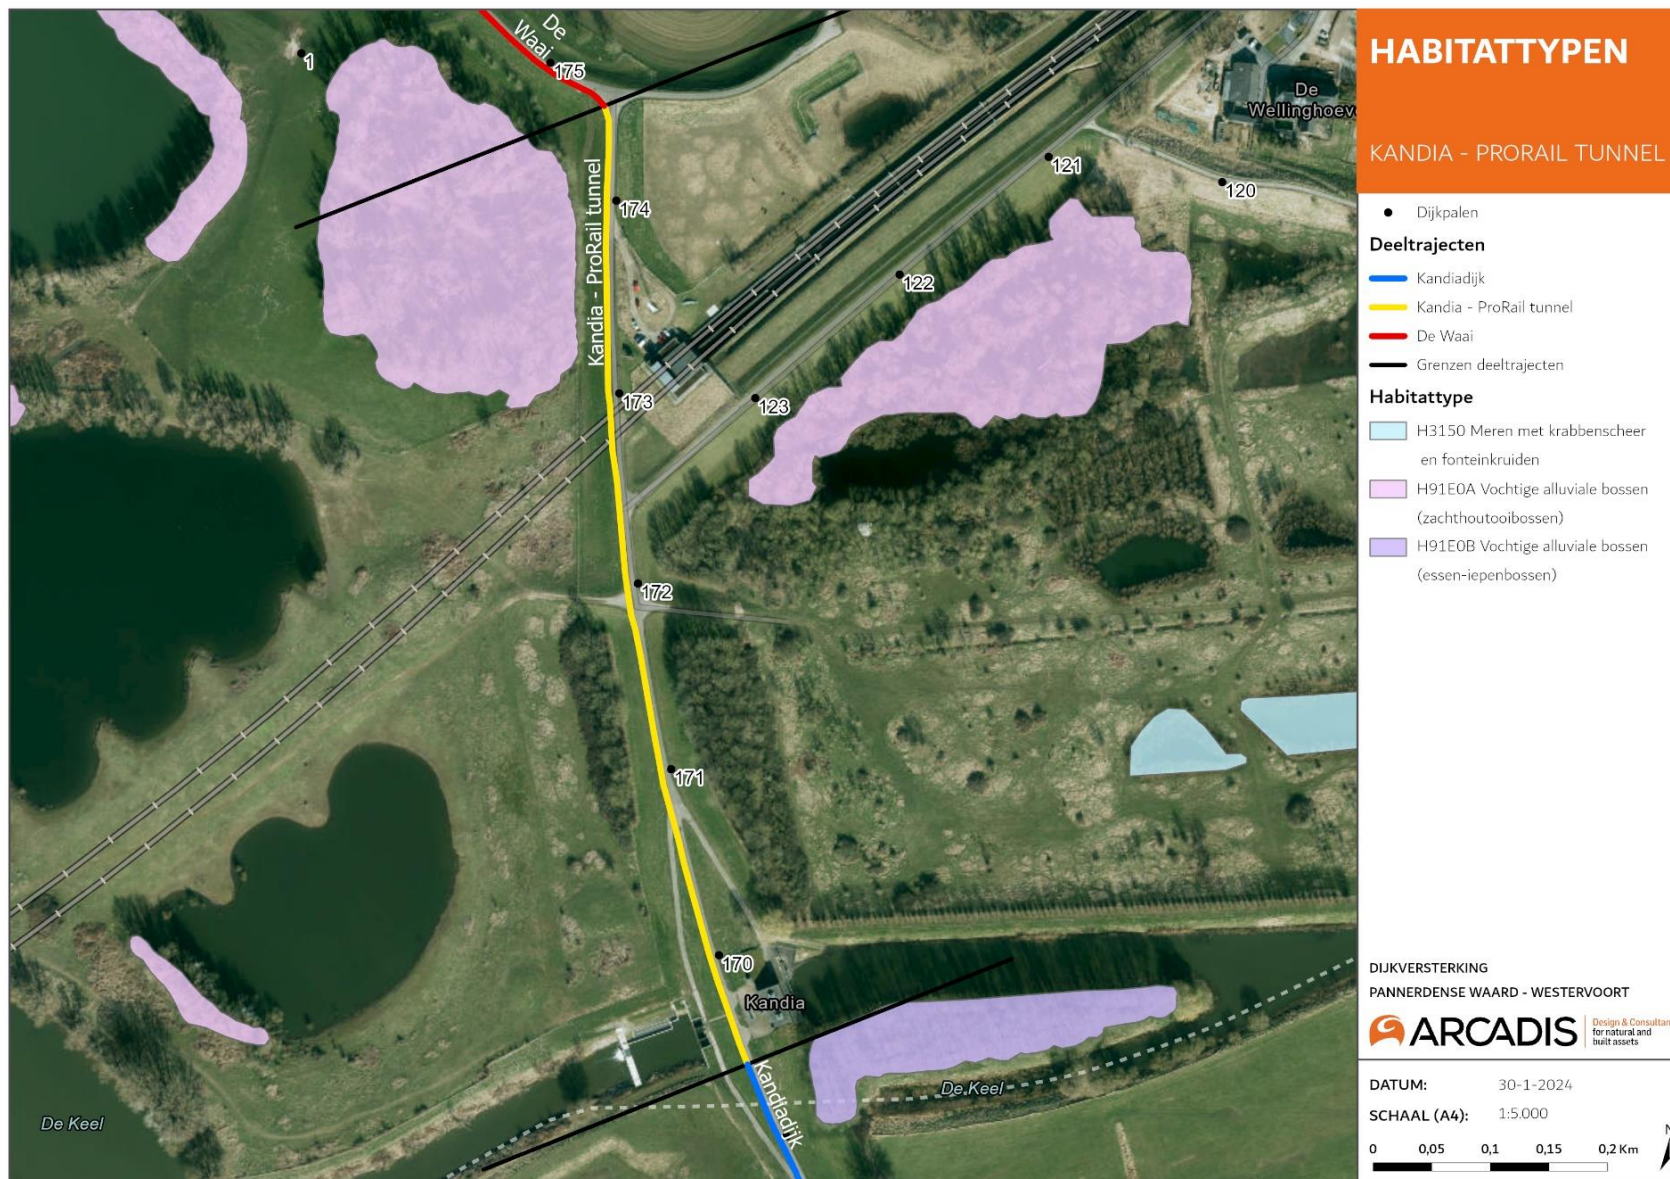 De
Waai
1
175
De
Wellinghoev
121
120
174
Kandia - ProRail tunnel
122
173
123
172
171
170
Kandia
Kandiadijk
De Keel
De Keel
HABITATTYPEN
KANDIA - PRORAIL TUNNEL
Dijkpalen
Deeltrajecten
Kandiadijk
Kandia - ProRail tunnel
De Waai
Grenzen deeltrajecten
Habitattype
H3150 Meren met krabbenscheer
en fonteinkruiden
H91E0A Vochtige alluviale bossen
(zachthoutooibossen)
H91E0B Vochtige alluviale bossen
(essen-iepenbossen)
DIJKVERSTERKING
PANNERDENSE WAARD - WESTERVOORT
ARCADIS
Design & Consultan
for natural and
built assets
DATUM: 30-1-2024
SCHAAL (A4): 1:5.000
N
0 0,05 0,1 0,15 0,2 Km